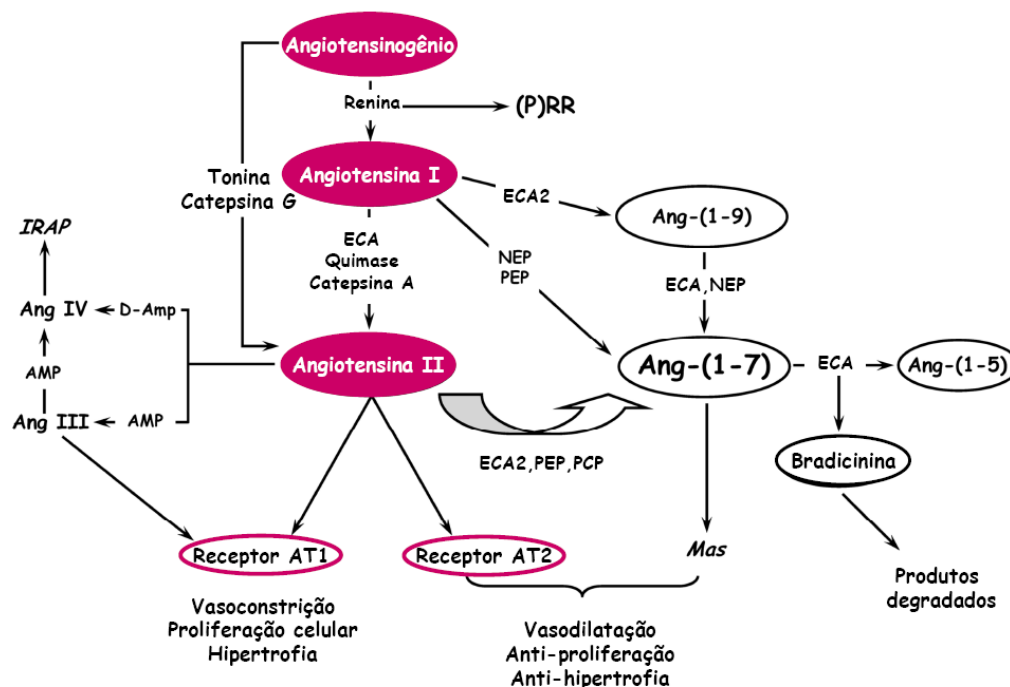 Angiotensinogênio
Renina
(P)RR
Tonina
Catepsina G
Angiotensina I
ECA2
Ang-(1-9)
IRAP
ECA
Quimase
Catepsina A
NEP
PEP
ECA,NEP
Ang IV
D-Amp
Angiotensina II
Ang-(1-7)
ECA
Ang-(1-5)
AMP
Ang III
AMP
ECA2,PEP,PCP
Bradicinina
Receptor AT1
Receptor AT2
Mas
Produtos
degradados
Vasoconstrição
Proliferação celular
Hipertrofia
Vasodilatação
Anti-proliferação
Anti-hipertrofia